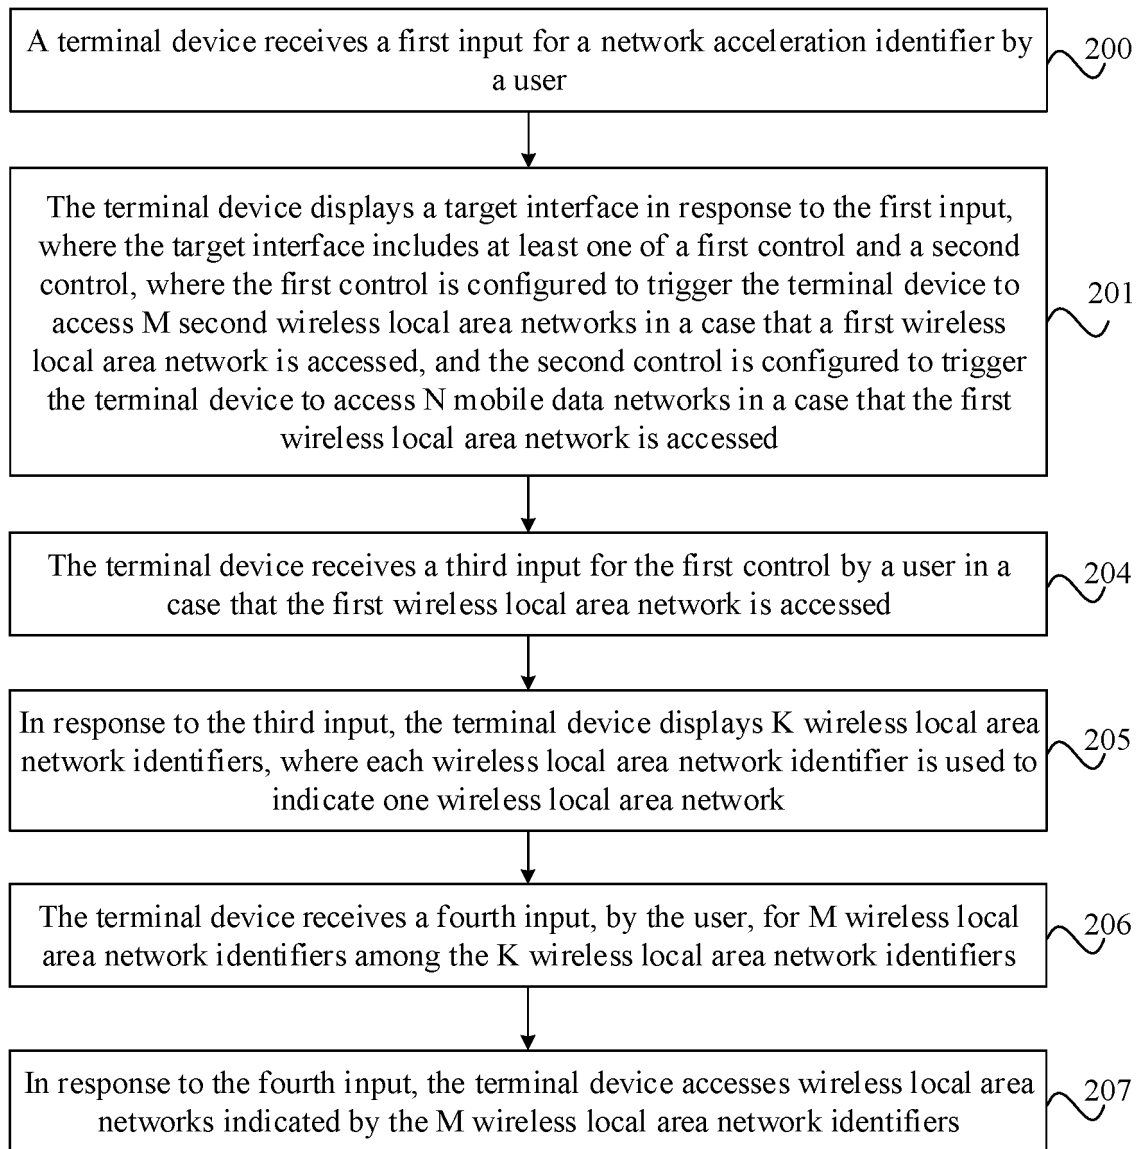 A terminal device receives a first input for a network acceleration identifier by
a user
200
The terminal device displays a target interface in response to the first input,
where the target interface includes at least one of a first control and a second
control, where the first control is configured to trigger the terminal device to
access M second wireless local area networks in a case that a first wireless
local area network is accessed, and the second control is configured to trigger
the terminal device to access N mobile data networks in a case that the first
wireless local area network is accessed
201
The terminal device receives a third input for the first control by a user in a
case that the first wireless local area network is accessed
204
In response to the third input, the terminal device displays K wireless local area
network identifiers, where each wireless local area network identifier is used to
indicate one wireless local area network
205
The terminal device receives a fourth input, by the user, for M wireless local
area network identifiers among the K wireless local area network identifiers
206
In response to the fourth input, the terminal device accesses wireless local area
networks indicated by the M wireless local area network identifiers
207